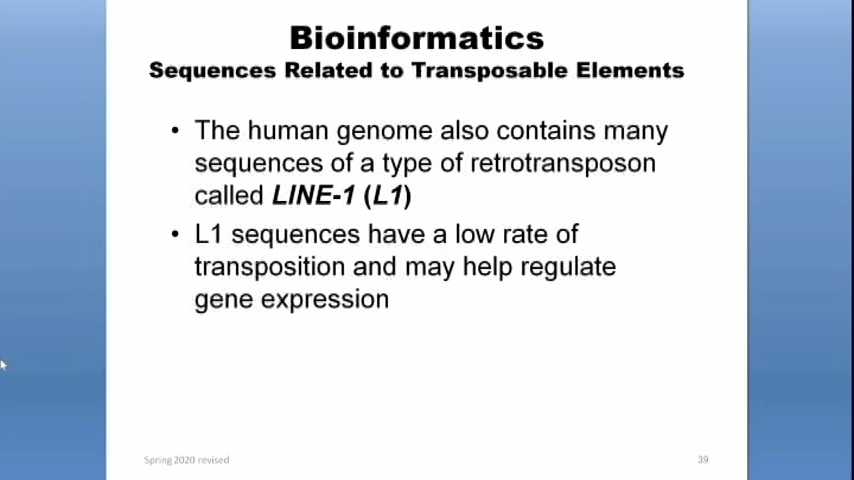 Bioinformatics
Sequences Related to Transposable Elements
• The human genome also contains many
sequences of a type of retrotransposon
called LINE-1 (L1)
• L1 sequences have a low rate of
transposition and may help regulate
gene expression
Spring 2020 revised
39